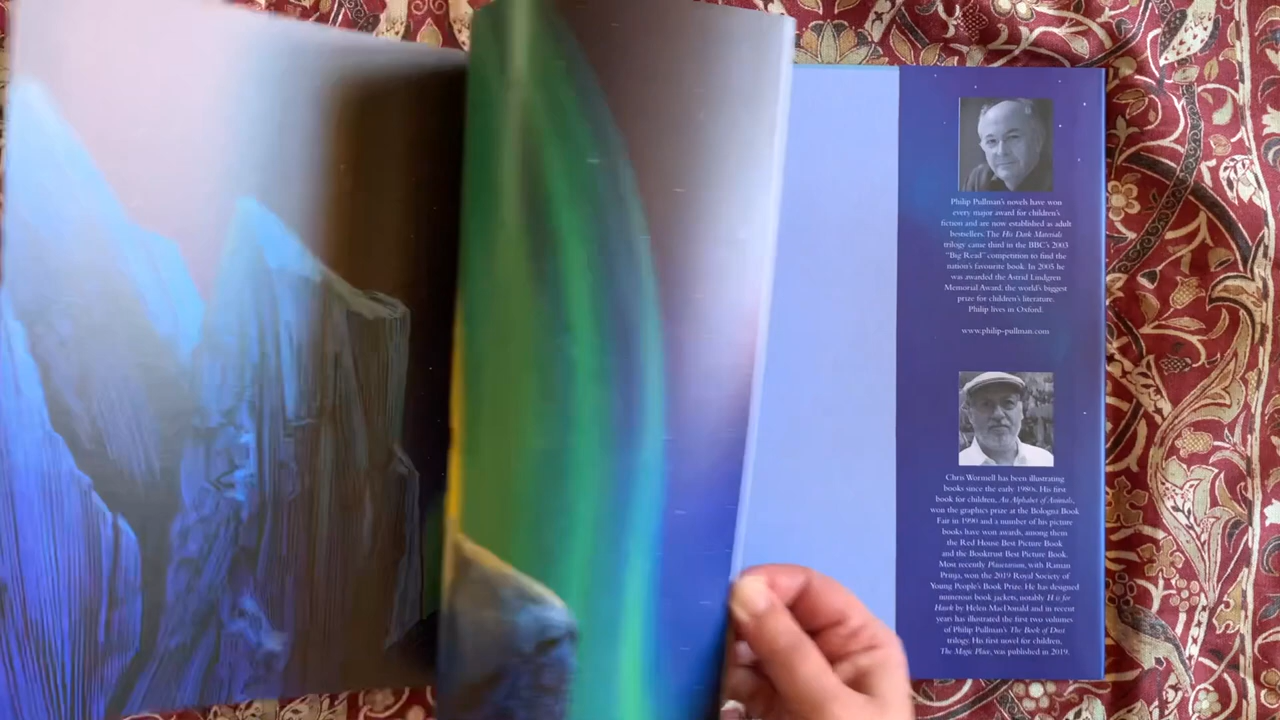 Philip Pullman's novels have won
every major award for children's
fiction and are now established as adult
bestsellers. The His Dark Materials
trilogy came third in the BBC's 2003
"Big Read" competition to find the
nation's favourite book. In 2005 he
was awarded the Astrid Lindgren
Memorial Award, the world's biggest
prize for children's literature.
Philip lives in Oxford.
www.philip-pullman.com
Chris Wormell has been illustrating
books since the early 1980s. His first
book for children, An Alphabet of Animals,
won the graphics prize at the Bologna Book
Fair in 1990 and a number of his picture
books have won awards, among them
the Red House Best Picture Book
and the Booktrust Best Picture Book.
Most recently Planetarium, with Raman
Prinja, won the 2019 Royal Society of
Young People's Book Prize. He has designed
numerous book jackets, notably H is for
Hawk by Helen MacDonald and in recent
years has illustrated the first two volumes
of Philip Pullman's The Book of Dust
trilogy. His first novel for children,
The Magic Place, was published in 2019.